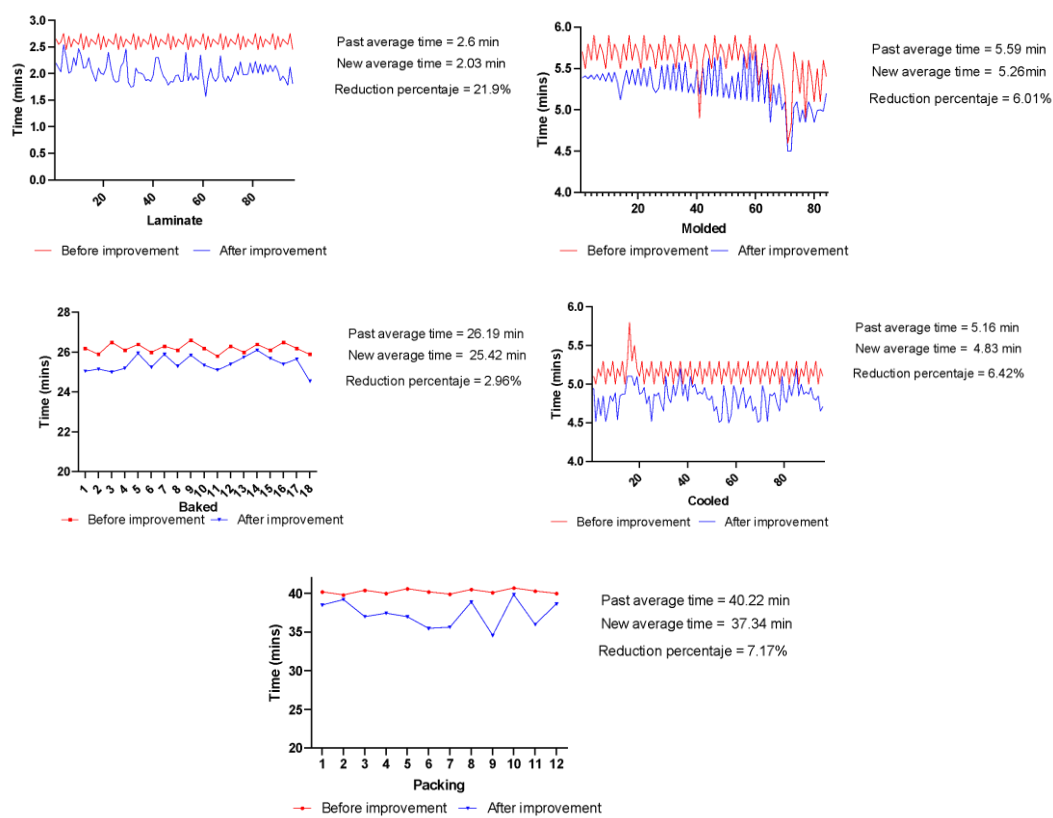 3.0
2.5
2.0
1.5
1.0
0.5
0.0
Time (mins)
20
40
60
80
Laminate
Before improvement
After improvement
Past average time = 2.6 min
New average time = 2.03 min
Reduction percentaje = 21.9%
6.0
5.5
5.0
4.5
4.0
Time (mins)
20
40
60
80
Molded
Before improvement
After improvement
Past average time = 5.59 min
New average time = 5.26min
Reduction percentaje = 6.01%
28
26
24
22
20
Time (mins)
1
2
3
4
5
6
7
8
9
10
11
12
13
14
15
16
17
18
Baked
Before improvement
After improvement
Past average time = 26.19 min
New average time = 25.42 min
Reduction percentaje = 2.96%
6.0
5.5
5.0
4.5
4.0
Time (mins)
20
40
60
80
Cooled
Before improvement
After improvement
Past average time = 5.16 min
New average time = 4.83 min
Reduction percentaje = 6.42%
40
35
30
25
20
Time (mins)
1 2 3 4 5 6 7 8 9 10 11 12
Packing
Before improvement
After improvement
Past average time = 40.22 min
New average time = 37.34 min
Reduction percentaje = 7.17%